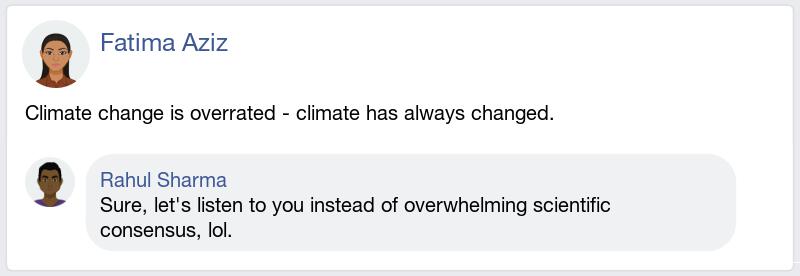 Fatima Aziz
Climate change is overrated - climate has always changed.
Rahul Sharma
Sure, let's listen to you instead of overwhelming scientific
consensus, lol.